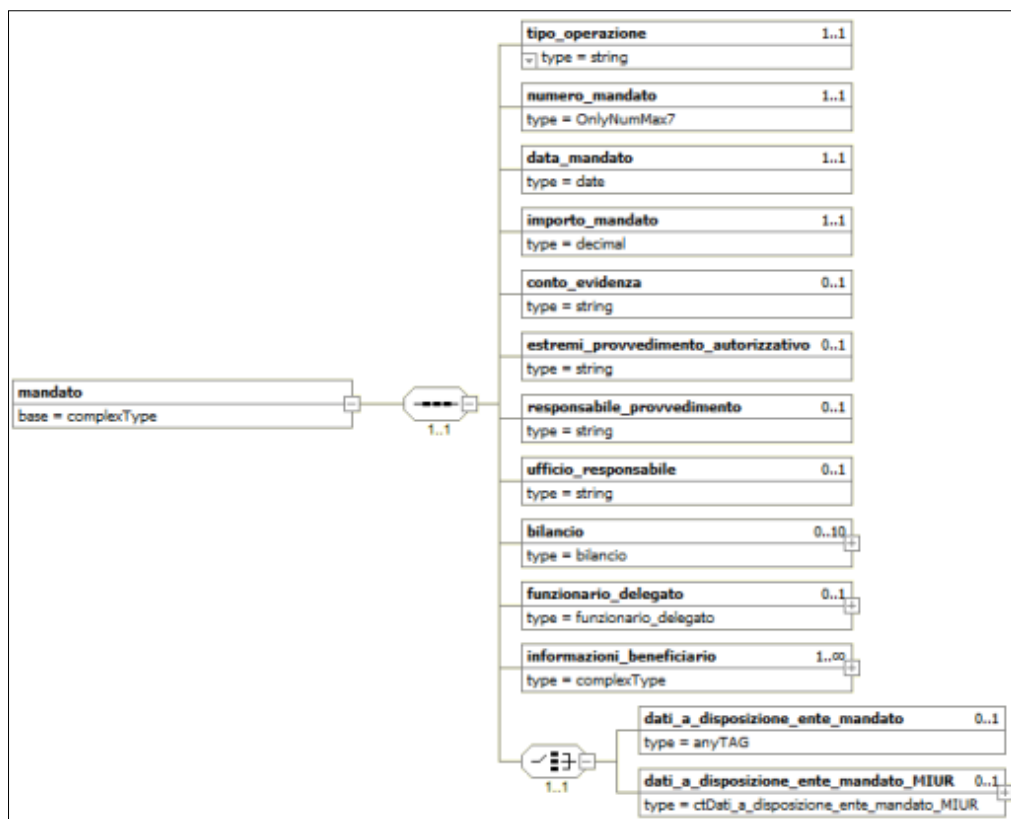 tipo_operazione 1..1
type = string
numero_mandato 1..1
type = OnlyNumMax7
data_mandato 1..1
type = date
importo_mandato 1..1
type = decimal
conto_evidenza 0..1
type = string
estremi_provvedimento_autorizzativo 0..1
type = string
mandato
base = complexType
1..1
responsabile_provvedimento 0..1
type = string
ufficio_responsabile 0..1
type = string
bilancio 0..10
type = bilancio
funzionario_delegato 0..1
type = funzionario_delegato
informazioni_beneficiario 1..∞
type = complexType
1..1
dati_a_disposizione_ente_mandato 0..1
type = anyTAG
dati_a_disposizione_ente_mandato_MIUR 0..1
type = ctDati_a_disposizione_ente_mandato_MIUR